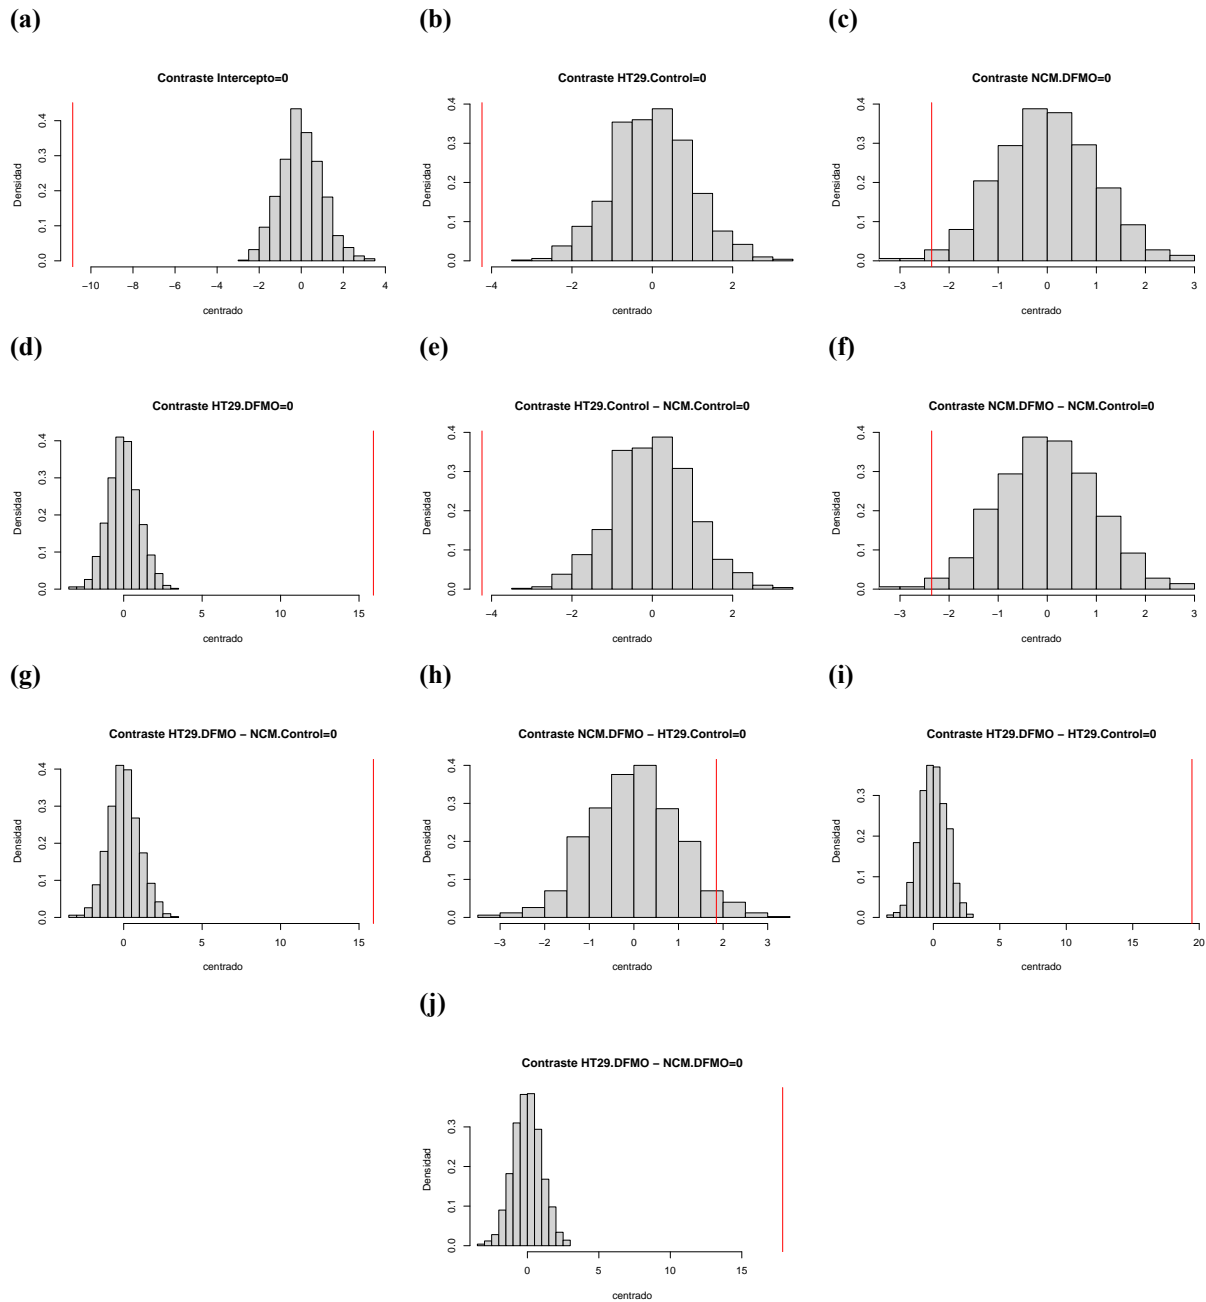 (a)
Contraste Intercepto=0
Densidad
0.0 0.1 0.2 0.3 0.4
−10 −8 −6 −4 −2 0 2 4
centrado
(b)
Contraste HT29.Control=0
Densidad
0.0 0.1 0.2 0.3 0.4
−4 −2 0 2
centrado
(c)
Contraste NCM.DFMO=0
Densidad
0.0 0.1 0.2 0.3 0.4
−3 −2 −1 0 1 2 3
centrado
(d)
Contraste HT29.DFMO=0
Densidad
0.0 0.1 0.2 0.3 0.4
0 5 10 15
centrado
(e)
Contraste HT29.Control − NCM.Control=0
Densidad
0.0 0.1 0.2 0.3 0.4
−4 −2 0 2
centrado
(f)
Contraste NCM.DFMO − NCM.Control=0
Densidad
0.0 0.1 0.2 0.3 0.4
−3 −2 −1 0 1 2 3
centrado
(g)
Contraste HT29.DFMO − NCM.Control=0
Densidad
0.0 0.1 0.2 0.3 0.4
0 5 10 15
centrado
(h)
Contraste NCM.DFMO − HT29.Control=0
Densidad
0.0 0.1 0.2 0.3 0.4
−3 −2 −1 0 1 2 3
centrado
(i)
Contraste HT29.DFMO − HT29.Control=0
Densidad
0.0 0.1 0.2 0.3
0 5 10 15 20
centrado
(j)
Contraste HT29.DFMO − NCM.DFMO=0
Densidad
0.0 0.1 0.2 0.3
0 5 10 15
centrado